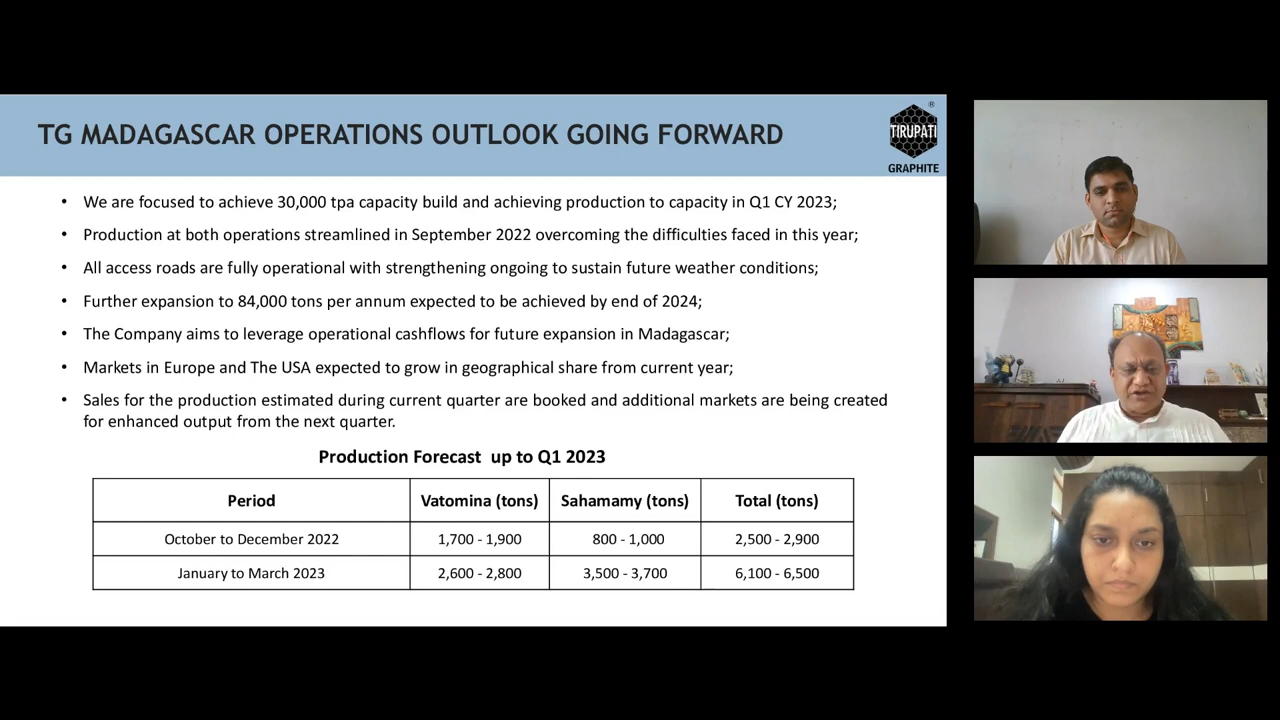 TG MADAGASCAR OPERATIONS OUTLOOK GOING FORWARD
®
TIRUPATI
GRAPHITE
• We are focused to achieve 30,000 tpa capacity build and achieving production to capacity in Q1 CY 2023;
• Production at both operations streamlined in September 2022 overcoming the difficulties faced in this year;
• All access roads are fully operational with strengthening ongoing to sustain future weather conditions;
• Further expansion to 84,000 tons per annum expected to be achieved by end of 2024;
• The Company aims to leverage operational cashflows for future expansion in Madagascar;
• Markets in Europe and The USA expected to grow in geographical share from current year;
• Sales for the production estimated during current quarter are booked and additional markets are being created
for enhanced output from the next quarter.
Production Forecast up to Q1 2023
Period Vatomina (tons) Sahamamy (tons) Total (tons)
October to December 2022 1,700 - 1,900 800 - 1,000 2,500 - 2,900
January to March 2023 2,600 - 2,800 3,500 - 3,700 6,100 - 6,500